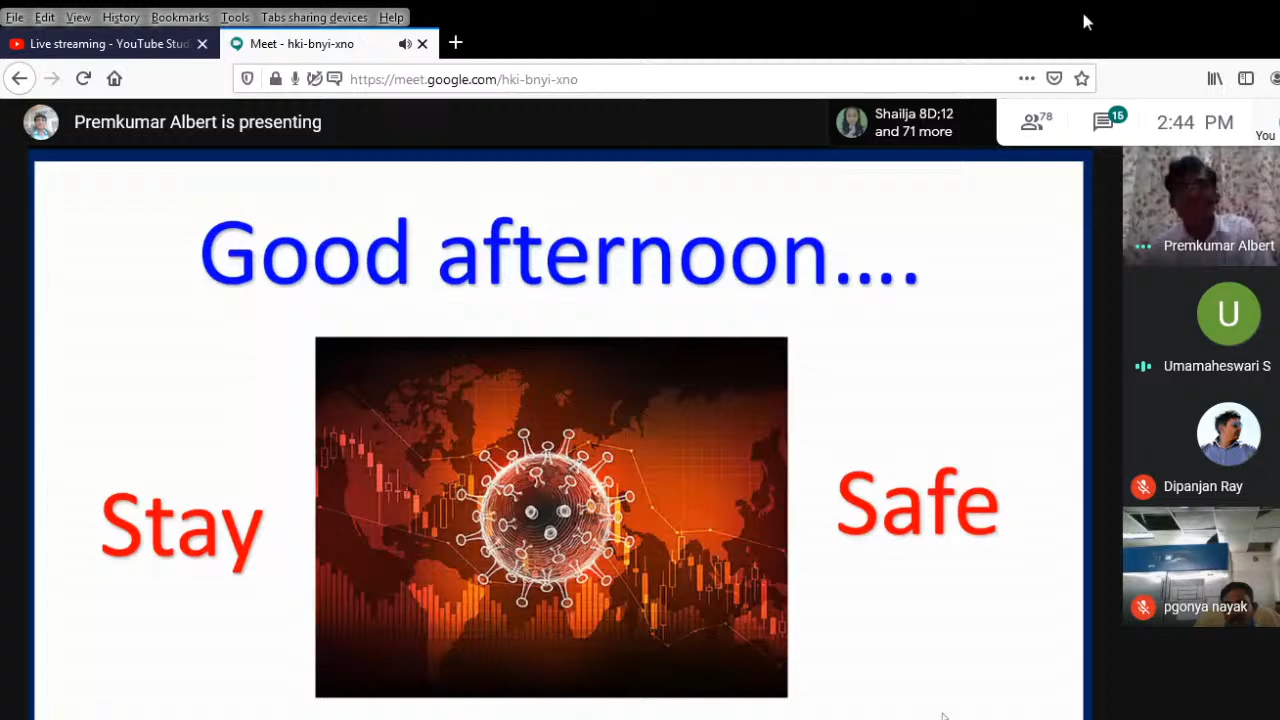 File Edit View History Bookmarks Tools Tabs sharing devices Help
Live streaming - YouTube Stud
Meet - hki-bnyi-xno
https://meet.google.com/hki-bnyi-xno
Premkumar Albert is presenting
Shailja 8D;12
and 71 more
78
15
2:44 PM
You
Good afternoon....
Stay
Safe
Premkumar Albert
U
Umamaheswari S
Dipanjan Ray
pgonya nayak